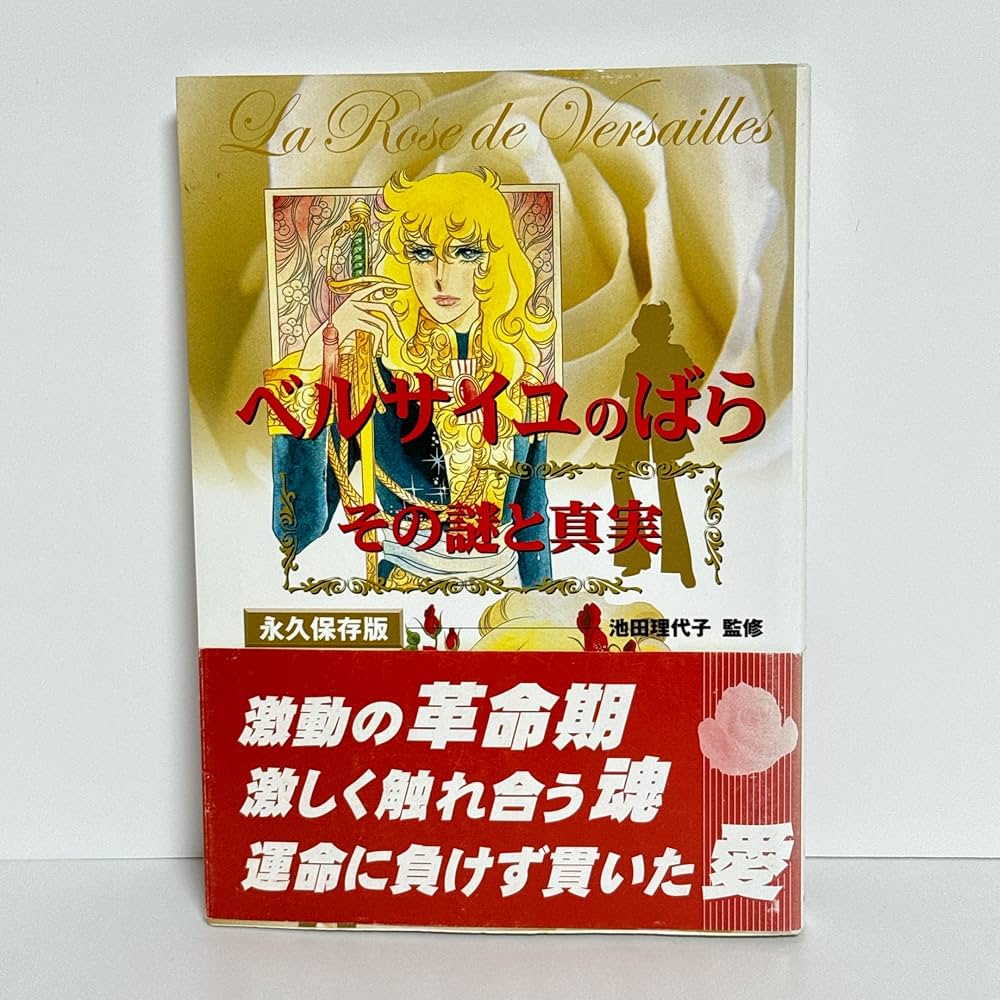 La Rose de Versailles
ベルサイユのばら
その謎と真実
永久保存版
池田理代子 監修
激動の革命期
激しく触れ合う魂
運命に負けず貫いた愛